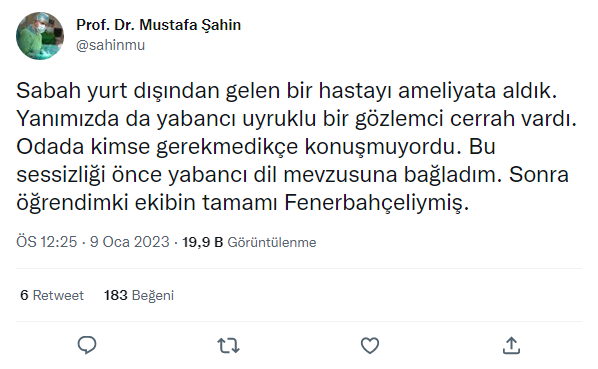 Prof. Dr. Mustafa Şahin
@sahinmu
Sabah yurt dışından gelen bir hastayı ameliyata aldık.
Yanımızda da yabancı uyruklu bir gözlemci cerrah vardı.
Odada kimse gerekmedikçe konuşmuyordu. Bu
sessizliği önce yabancı dil mevzusuna bağladım. Sonra
öğrendimki ekibin tamamı Fenerbahçeliymiş.
ÖS 12:25 · 9 Oca 2023 · 19,9 B Görüntülenme
6 Retweet 183 Beğeni